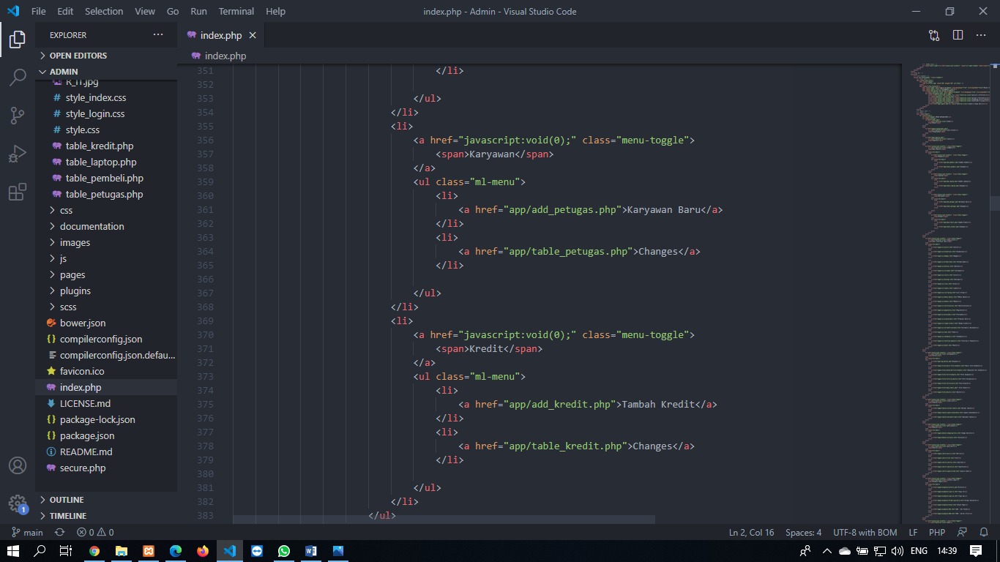 File Edit Selection View Go Run Terminal Help index.php - Admin - Visual Studio Code
EXPLORER
index.php
OPEN EDITORS
index.php
ADMIN
R_IT.jpg
style_index.css
style_login.css
style.css
table_kredit.php
table_laptop.php
table_pembeli.php
table_petugas.php
css
documentation
images
js
pages
plugins
scss
bower.json
compilerconfig.json
compilerconfig.json.defau...
favicon.ico
index.php
LICENSE.md
package-lock.json
package.json
README.md
secure.php
OUTLINE
TIMELINE
351 </li>
352
353 </ul>
354 </li>
355 <li>
356 <a href="javascript:void(0);" class="menu-toggle">
357 <span>Karyawan</span>
358 </a>
359 <ul class="ml-menu">
360 <li>
361 <a href="app/add_petugas.php">Karyawan Baru</a>
362 </li>
363 <li>
364 <a href="app/table_petugas.php">Changes</a>
365 </li>
366
367 </ul>
368 </li>
369 <li>
370 <a href="javascript:void(0);" class="menu-toggle">
371 <span>Kredit</span>
372 </a>
373 <ul class="ml-menu">
374 <li>
375 <a href="app/add_kredit.php">Tambah Kredit</a>
376 </li>
377 <li>
378 <a href="app/table_kredit.php">Changes</a>
379 </li>
380
381 </ul>
382 </li>
383 </ul>
1
main 0 0 Ln 2, Col 16 Spaces: 4 UTF-8 with BOM LF PHP
ENG 14:39